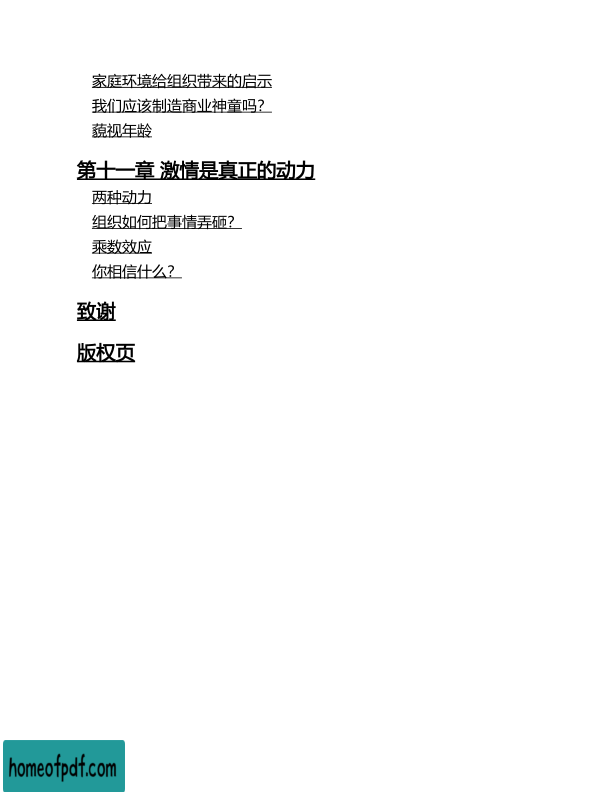 家庭环境给组织带来的启示
我们应该制造商业神童吗？
藐视年龄
第十一章 激情是真正的动力
两种动力
组织如何把事情弄砸？
乘数效应
你相信什么？
致谢
版权页
homeofpdf.com